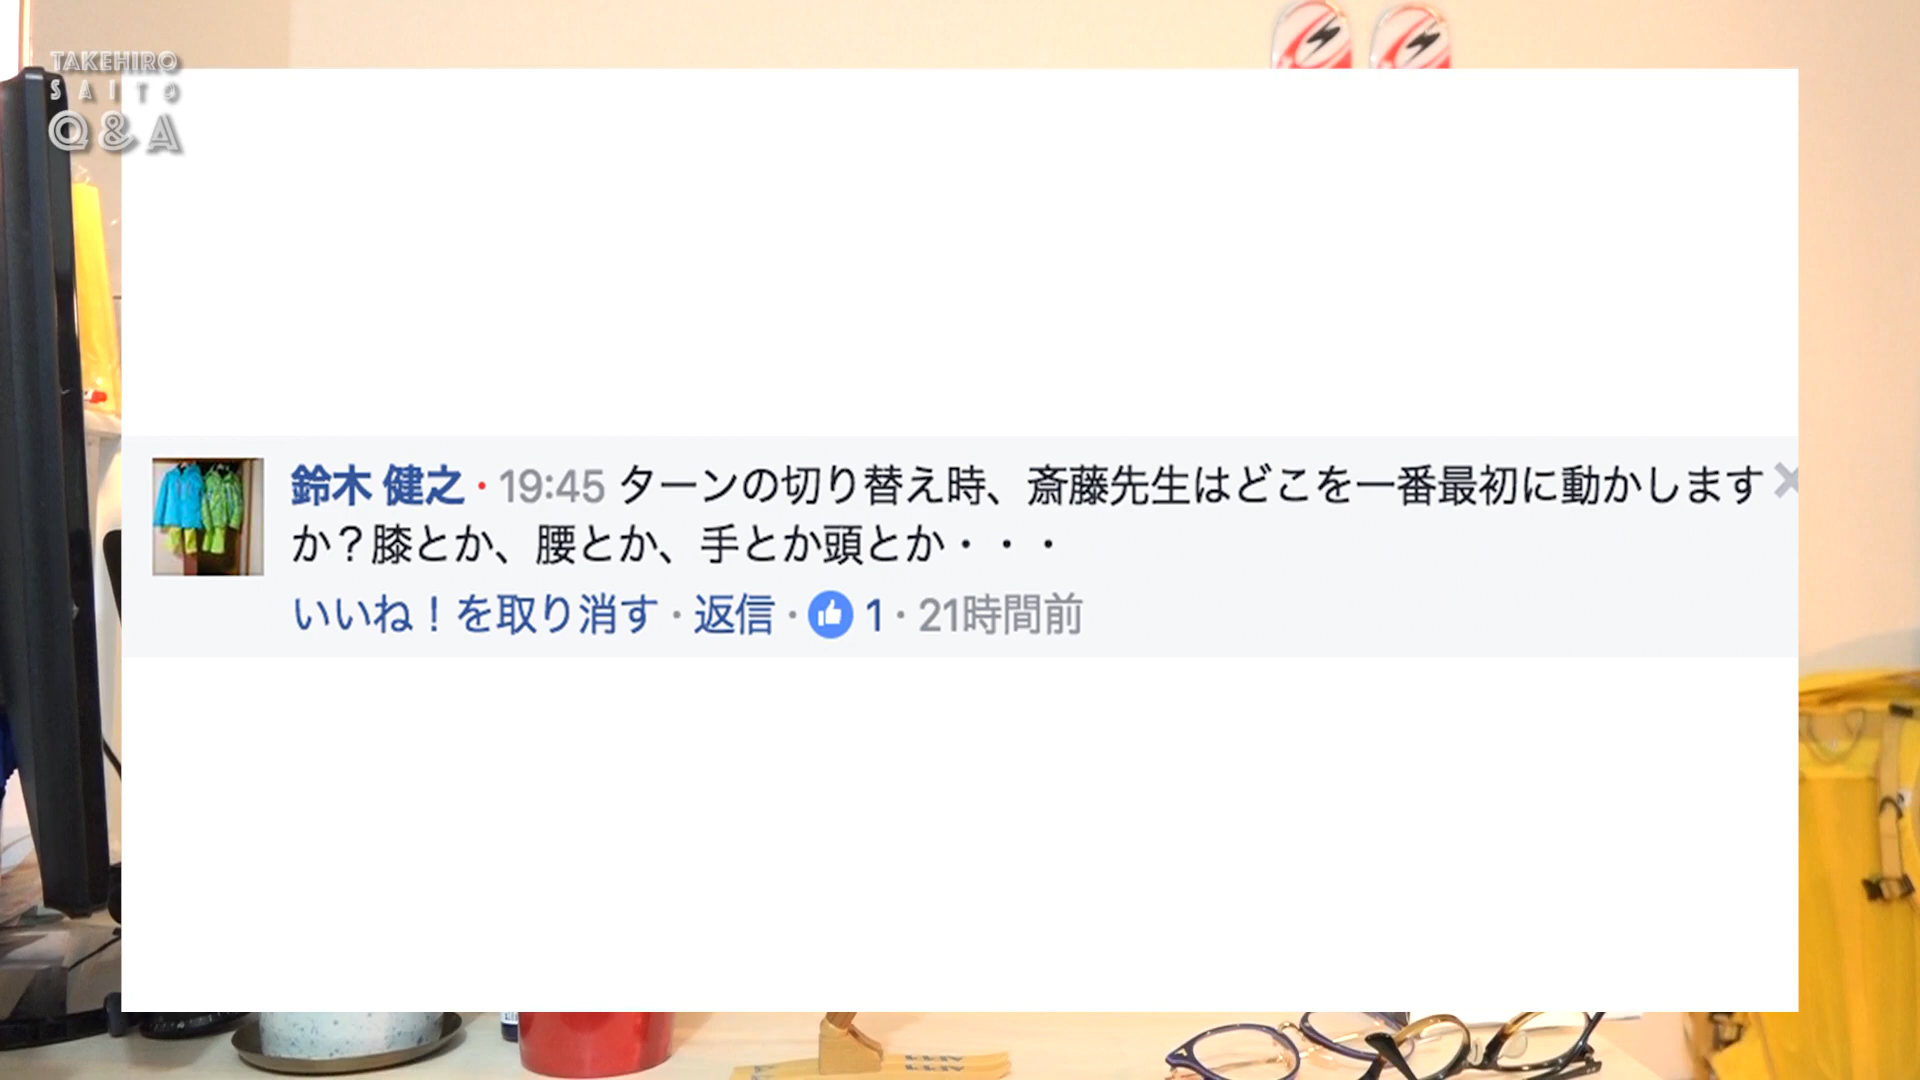 TAKEHIRO
SAITO
Q&A
鈴木 健之・19:45 ターンの切り替え時、斎藤先生はどこを一番最初に動かします
か？膝とか、腰とか、手とか頭とか・・・
いいね！を取り消す・返信・1・21時間前